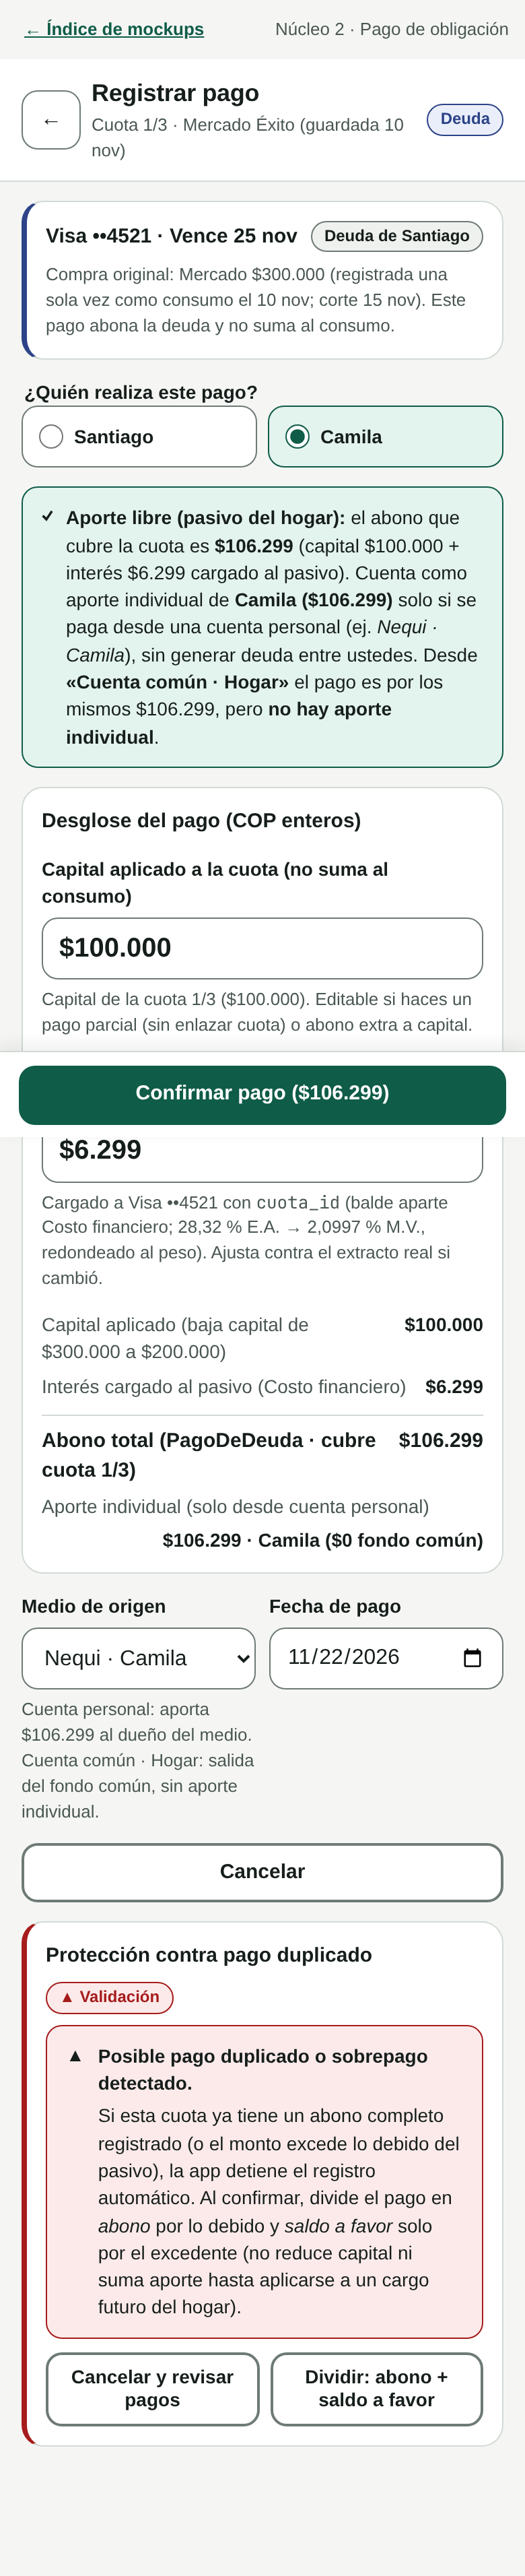 ← Índice de mockups
Núcleo 2 · Pago de obligación
←
Registrar pago
Cuota 1/3 · Mercado Éxito (guardada 10
nov)
Deuda
Visa ••4521 · Vence 25 nov
Deuda de Santiago
Compra original: Mercado $300.000 (registrada una
sola vez como consumo el 10 nov; corte 15 nov). Este
pago abona la deuda y no suma al consumo.
¿Quién realiza este pago?
Santiago
Camila
✓ Aporte libre (pasivo del hogar): el abono que
cubre la cuota es $106.299 (capital $100.000 +
interés $6.299 cargado al pasivo). Cuenta como
aporte individual de Camila ($106.299) solo si se
paga desde una cuenta personal (ej. Nequi ·
Camila), sin generar deuda entre ustedes. Desde
«Cuenta común · Hogar» el pago es por los
mismos $106.299, pero no hay aporte
individual.
Desglose del pago (COP enteros)
Capital aplicado a la cuota (no suma al
consumo)
$100.000
Capital de la cuota 1/3 ($100.000). Editable si haces un
pago parcial (sin enlazar cuota) o abono extra a capital.
Confirmar pago ($106.299)
$6.299
Cargado a Visa ••4521 con cuota_id (balde aparte
Costo financiero; 28,32 % E.A. → 2,0997 % M.V.,
redondeado al peso). Ajusta contra el extracto real si
cambió.
Capital aplicado (baja capital de
$300.000 a $200.000)
$100.000
Interés cargado al pasivo (Costo financiero)
$6.299
Abono total (PagoDeDeuda · cubre
cuota 1/3)
$106.299
Aporte individual (solo desde cuenta personal)
$106.299 · Camila ($0 fondo común)
Medio de origen
Nequi · Camila
Cuenta personal: aporta
$106.299 al dueño del medio.
Cuenta común · Hogar: salida
del fondo común, sin aporte
individual.
Fecha de pago
11/22/2026
Cancelar
Protección contra pago duplicado
▲ Validación
▲ Posible pago duplicado o sobrepago
detectado.
Si esta cuota ya tiene un abono completo
registrado (o el monto excede lo debido del
pasivo), la app detiene el registro
automático. Al confirmar, divide el pago en
abono por lo debido y saldo a favor solo
por el excedente (no reduce capital ni
suma aporte hasta aplicarse a un cargo
futuro del hogar).
Cancelar y revisar
pagos
Dividir: abono +
saldo a favor